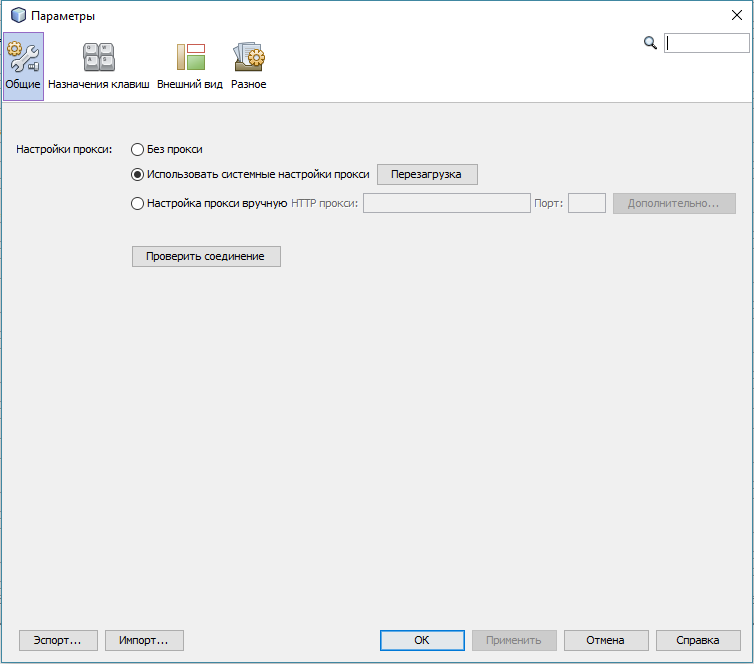 Параметры
Общие Назначения клавиш Внешний вид Разное
Настройки прокси: Без прокси
Использовать системные настройки прокси Перезагрузка
Настройка прокси вручную HTTP прокси: Порт: Дополнительно...
Проверить соединение
Эспорт... Импорт... OK Применить Отмена Справка